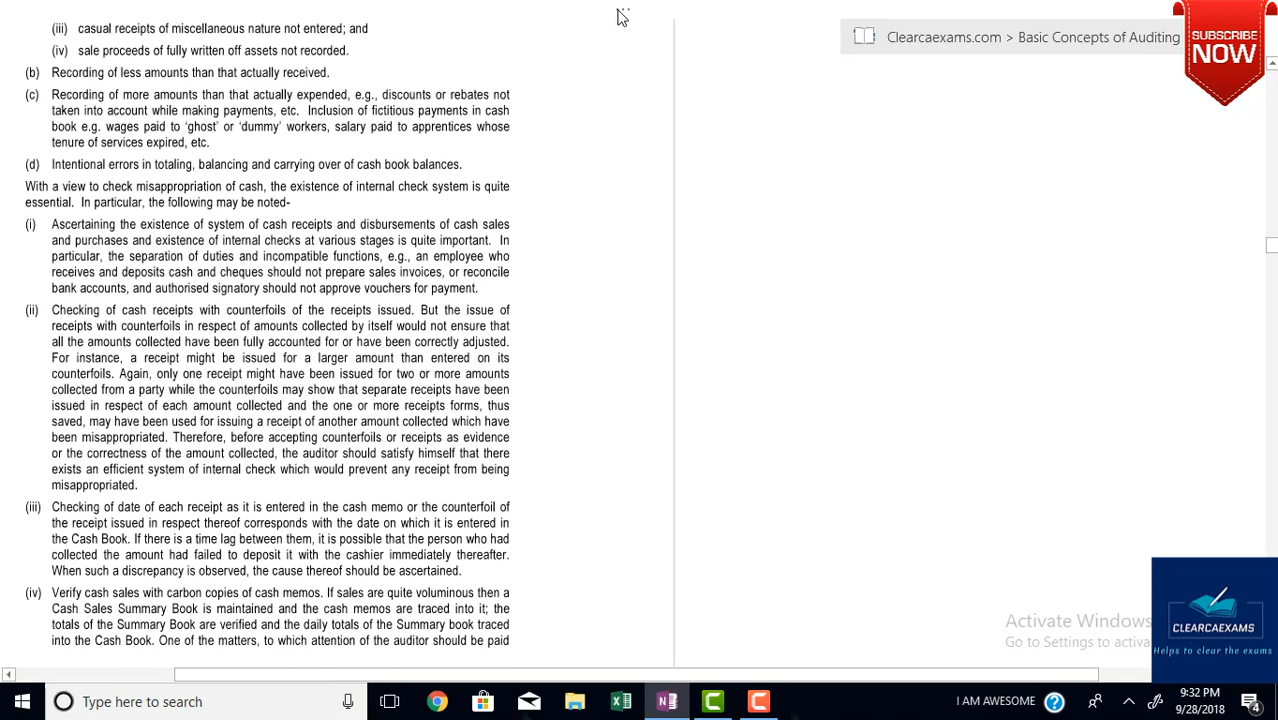 (iii) casual receipts of miscellaneous nature not entered; and
(iv) sale proceeds of fully written off assets not recorded.
(b) Recording of less amounts than that actually received.
(c) Recording of more amounts than that actually expended, e.g., discounts or rebates not
taken into account while making payments, etc. Inclusion of fictitious payments in cash
book e.g. wages paid to 'ghost' or 'dummy' workers, salary paid to apprentices whose
tenure of services expired, etc.
(d) Intentional errors in totaling, balancing and carrying over of cash book balances.
With a view to check misappropriation of cash, the existence of internal check system is quite
essential. In particular, the following may be noted-
(i) Ascertaining the existence of system of cash receipts and disbursements of cash sales
and purchases and existence of internal checks at various stages is quite important. In
particular, the separation of duties and incompatible functions, e.g., an employee who
receives and deposits cash and cheques should not prepare sales invoices, or reconcile
bank accounts, and authorised signatory should not approve vouchers for payment.
(ii) Checking of cash receipts with counterfoils of the receipts issued. But the issue of
receipts with counterfoils in respect of amounts collected by itself would not ensure that
all the amounts collected have been fully accounted for or have been correctly adjusted.
For instance, a receipt might be issued for a larger amount than entered on its
counterfoils. Again, only one receipt might have been issued for two or more amounts
collected from a party while the counterfoils may show that separate receipts have been
issued in respect of each amount collected and the one or more receipts forms, thus
saved, may have been used for issuing a receipt of another amount collected which have
been misappropriated. Therefore, before accepting counterfoils or receipts as evidence
or the correctness of the amount collected, the auditor should satisfy himself that there
exists an efficient system of internal check which would prevent any receipt from being
misappropriated.
(iii) Checking of date of each receipt as it is entered in the cash memo or the counterfoil of
the receipt issued in respect thereof corresponds with the date on which it is entered in
the Cash Book. If there is a time lag between them, it is possible that the person who had
collected the amount had failed to deposit it with the cashier immediately thereafter.
When such a discrepancy is observed, the cause thereof should be ascertained.
(iv) Verify cash sales with carbon copies of cash memos. If sales are quite voluminous then a
Cash Sales Summary Book is maintained and the cash memos are traced into it; the
totals of the Summary Book are verified and the daily totals of the Summary book traced
into the Cash Book. One of the matters, to which attention of the auditor should be paid
Clearcaexams.com > Basic Concepts of Auditing
SUBSCRIBE
NOW
Activate Windows
Go to Settings to activa
CLEARCAEXAMS
Helps to clear the exams
Type here to search
I AM AWESOME
9:32 PM
9/28/2018
4